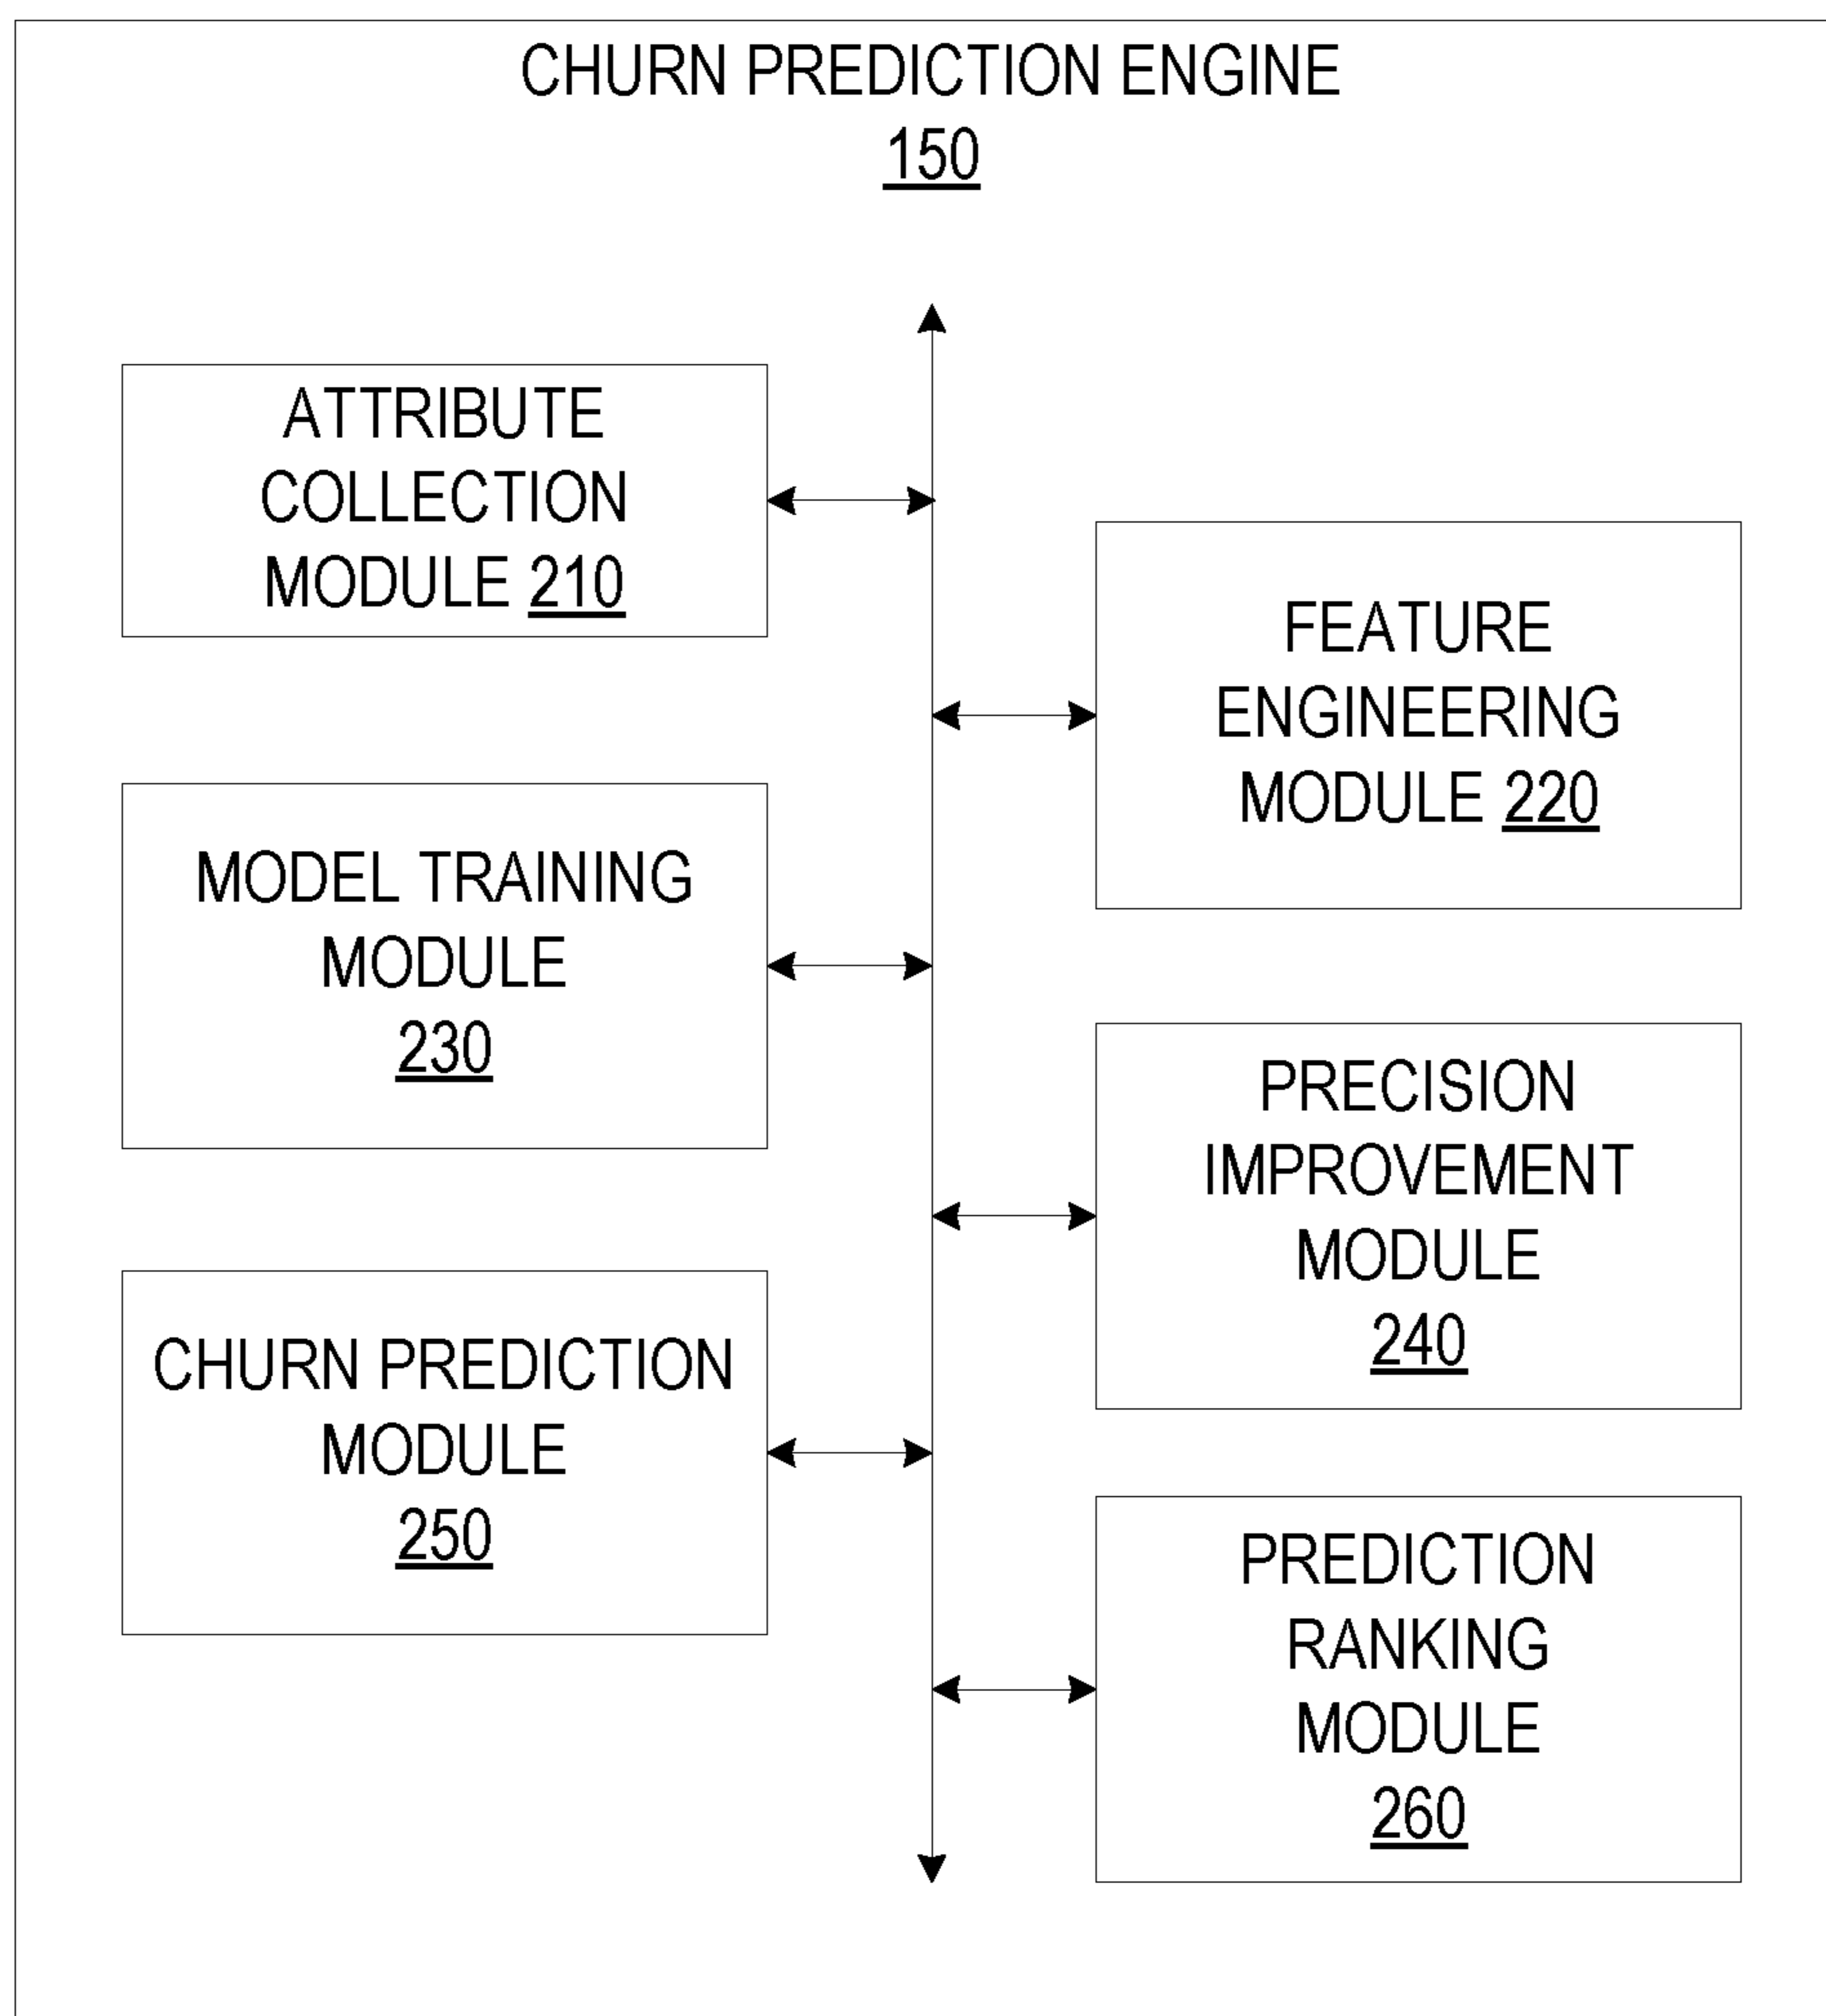 CHURN PREDICTION ENGINE
150
ATTRIBUTE
COLLECTION
MODULE 210
FEATURE
ENGINEERING
MODULE 220
MODEL TRAINING
MODULE
230
PRECISION
IMPROVEMENT
MODULE
240
CHURN PREDICTION
MODULE
250
PREDICTION
RANKING
MODULE
260